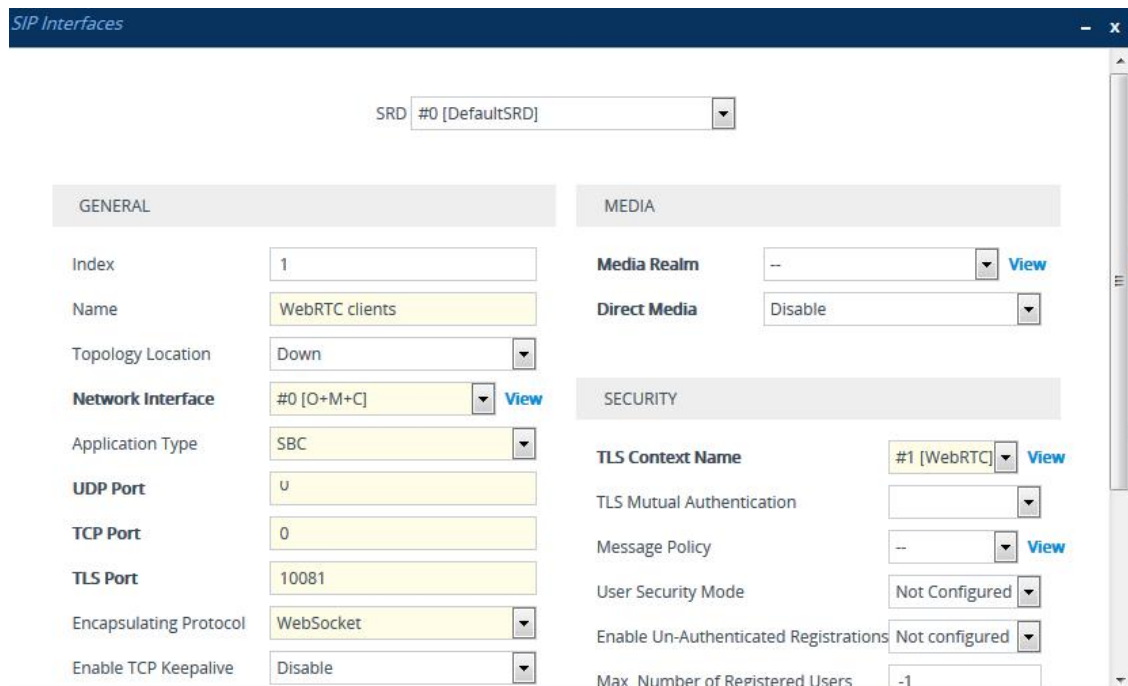 SIP Interfaces
– x
SRD #0 [DefaultSRD]
GENERAL
Index 1
Name WebRTC clients
Topology Location Down
Network Interface #0 [O+M+C] View
Application Type SBC
UDP Port 0
TCP Port 0
TLS Port 10081
Encapsulating Protocol WebSocket
Enable TCP Keepalive Disable
MEDIA
Media Realm -- View
Direct Media Disable
SECURITY
TLS Context Name #1 [WebRTC] View
TLS Mutual Authentication
Message Policy -- View
User Security Mode Not Configured
Enable Un-Authenticated Registrations Not configured
Max. Number of Registered Users -1